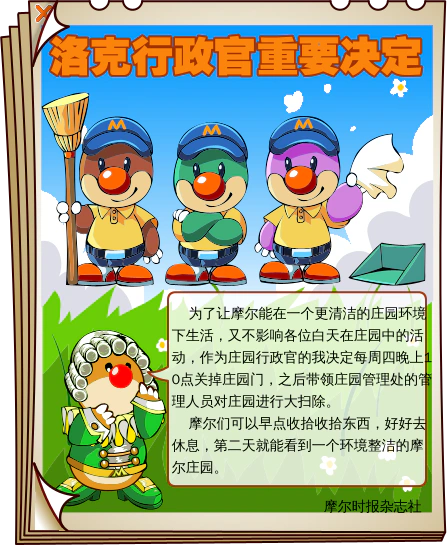 洛克行政官重要决定
M
M
M
为了让摩尔能在一个更清洁的庄园环境
下生活，又不影响各位白天在庄园中的活
动，作为庄园行政官的我决定每周四晚上1
0点关掉庄园门，之后带领庄园管理处的管
理人员对庄园进行大扫除。
摩尔们可以早点收拾收拾东西，好好去
休息，第二天就能看到一个环境整洁的摩
尔庄园。
摩尔时报杂志社